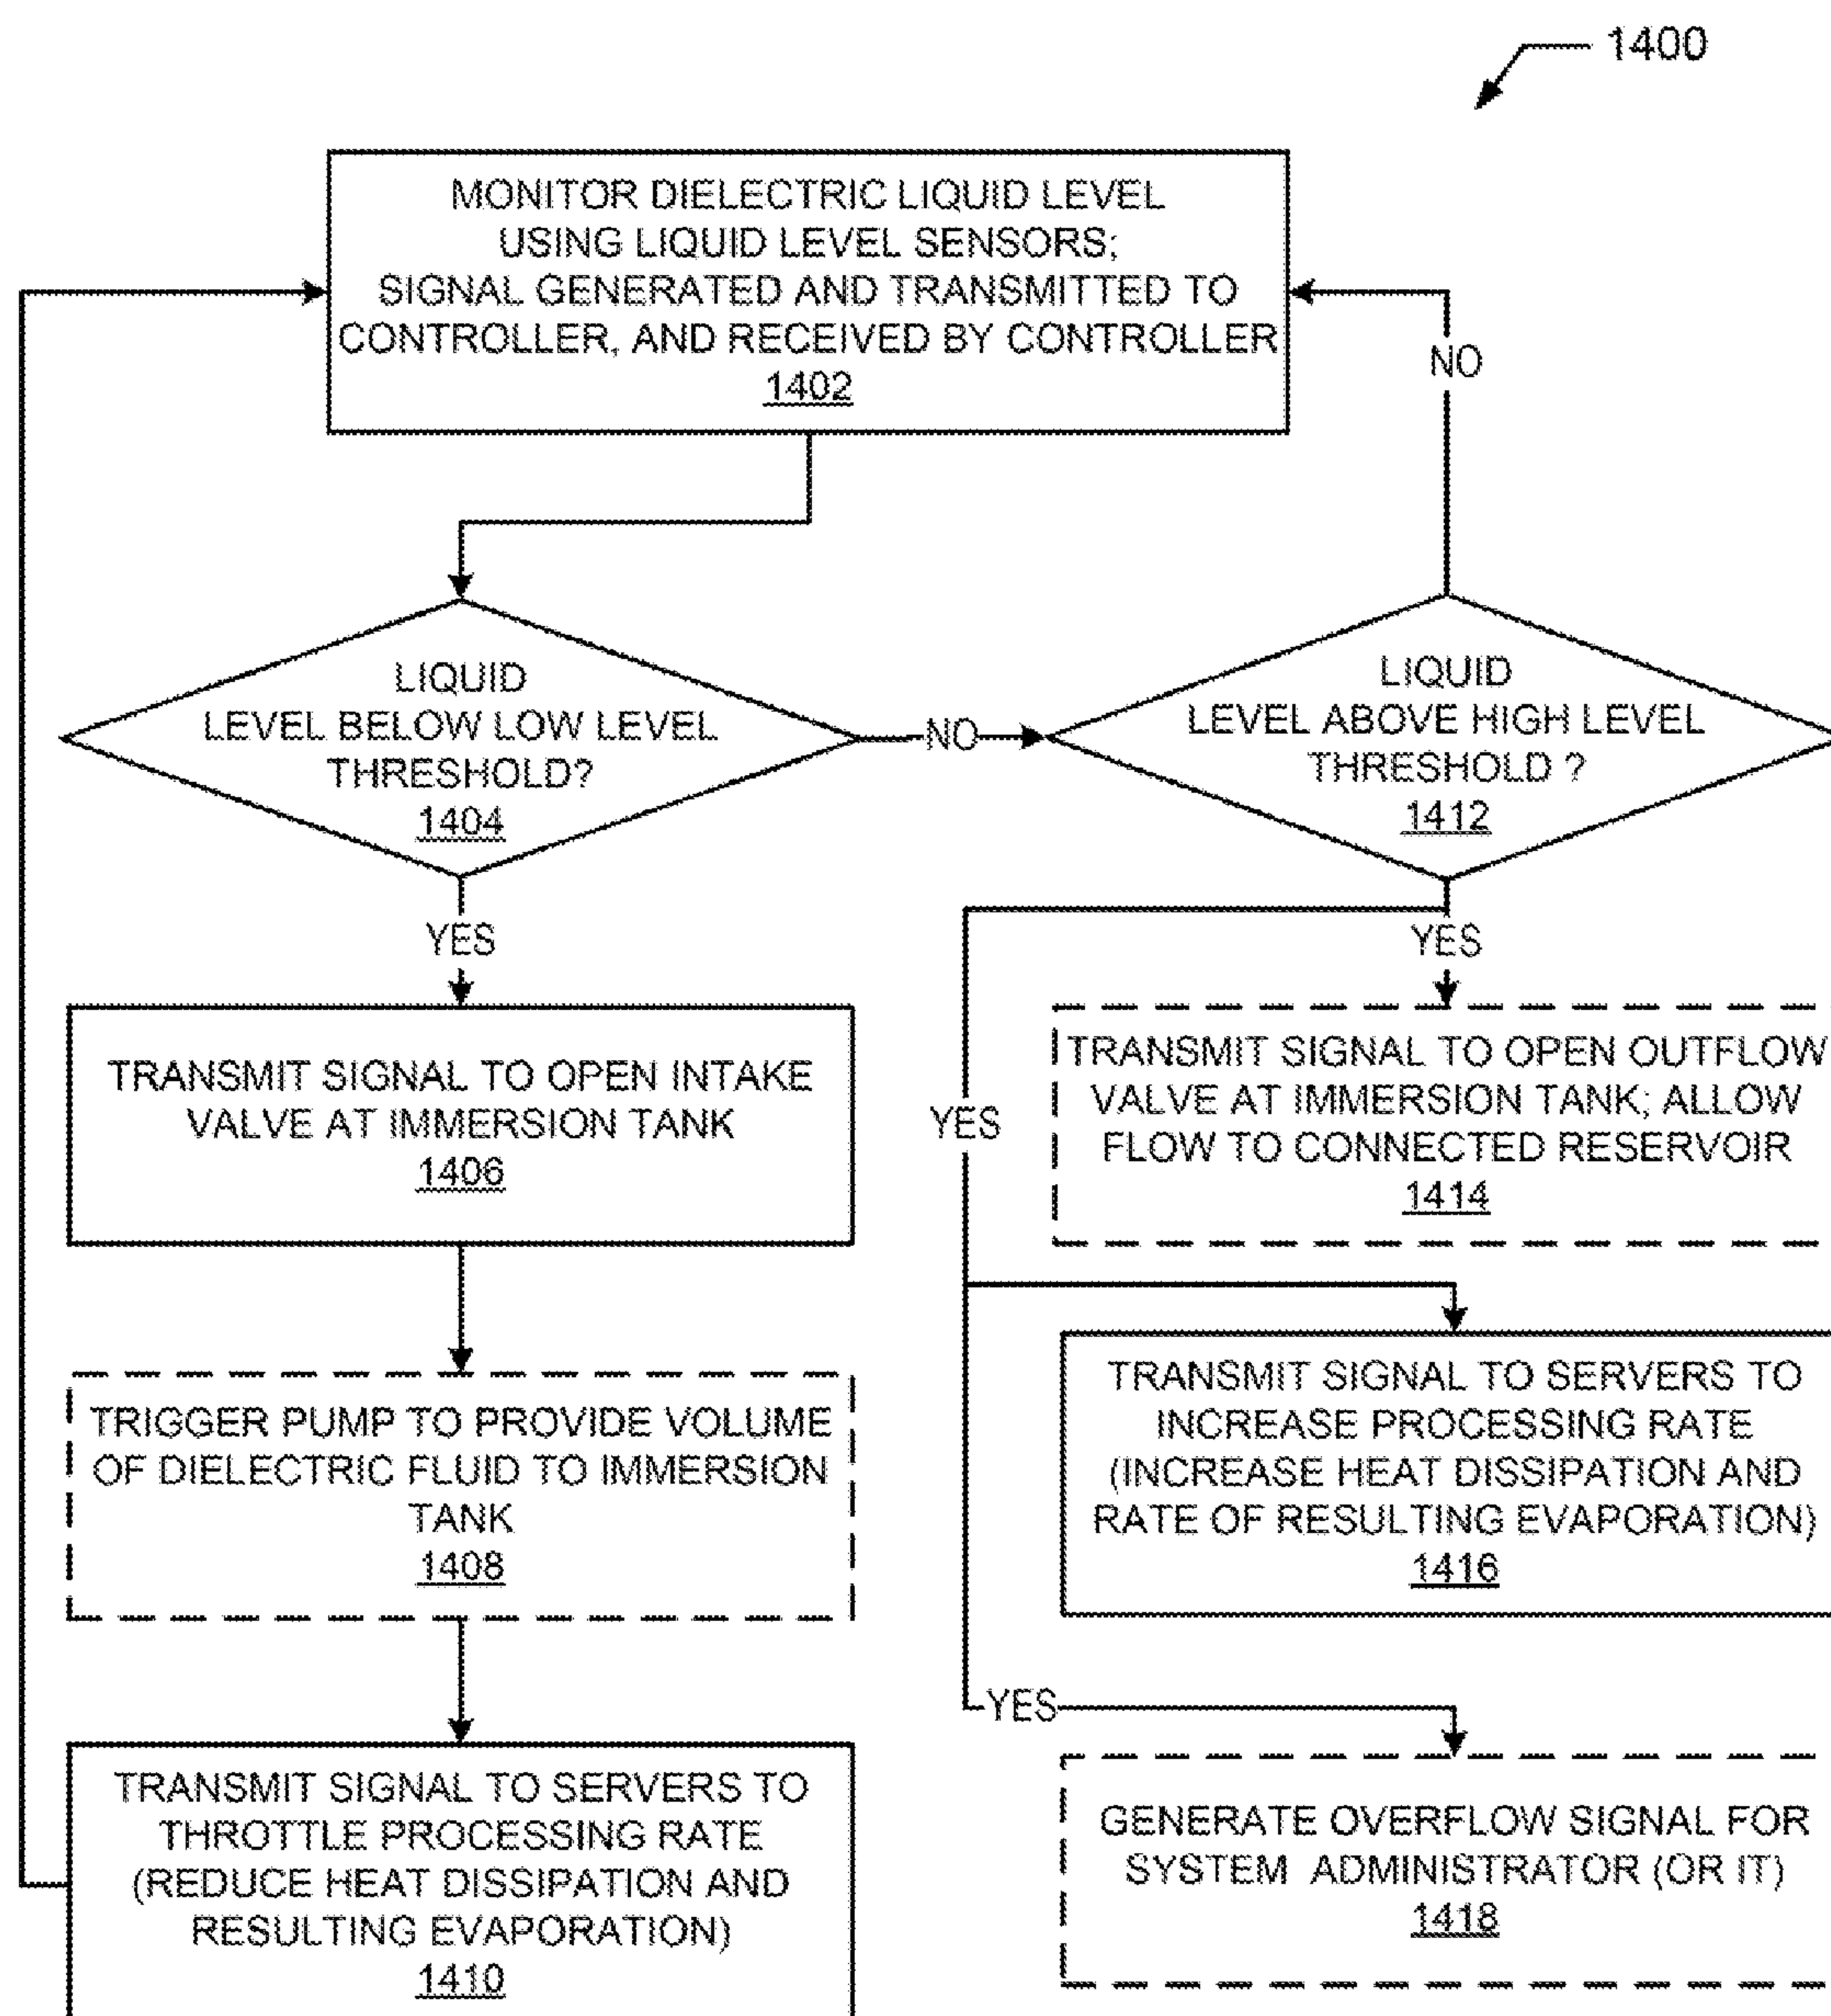 1400
MONITOR DIELECTRIC LIQUID LEVEL
USING LIQUID LEVEL SENSORS;
SIGNAL GENERATED AND TRANSMITTED TO
CONTROLLER, AND RECEIVED BY CONTROLLER
1402
NO
LIQUID
LEVEL BELOW LOW LEVEL
THRESHOLD?
1404
NO
LIQUID
LEVEL ABOVE HIGH LEVEL
THRESHOLD ?
1412
YES
YES
YES
TRANSMIT SIGNAL TO OPEN INTAKE
VALVE AT IMMERSION TANK
1406
TRANSMIT SIGNAL TO OPEN OUTFLOW
VALVE AT IMMERSION TANK; ALLOW
FLOW TO CONNECTED RESERVOIR
1414
TRIGGER PUMP TO PROVIDE VOLUME
OF DIELECTRIC FLUID TO IMMERSION
TANK
1408
TRANSMIT SIGNAL TO SERVERS TO
INCREASE PROCESSING RATE
(INCREASE HEAT DISSIPATION AND
RATE OF RESULTING EVAPORATION)
1416
YES
TRANSMIT SIGNAL TO SERVERS TO
THROTTLE PROCESSING RATE
(REDUCE HEAT DISSIPATION AND
RESULTING EVAPORATION)
1410
GENERATE OVERFLOW SIGNAL FOR
SYSTEM ADMINISTRATOR (OR IT)
1418